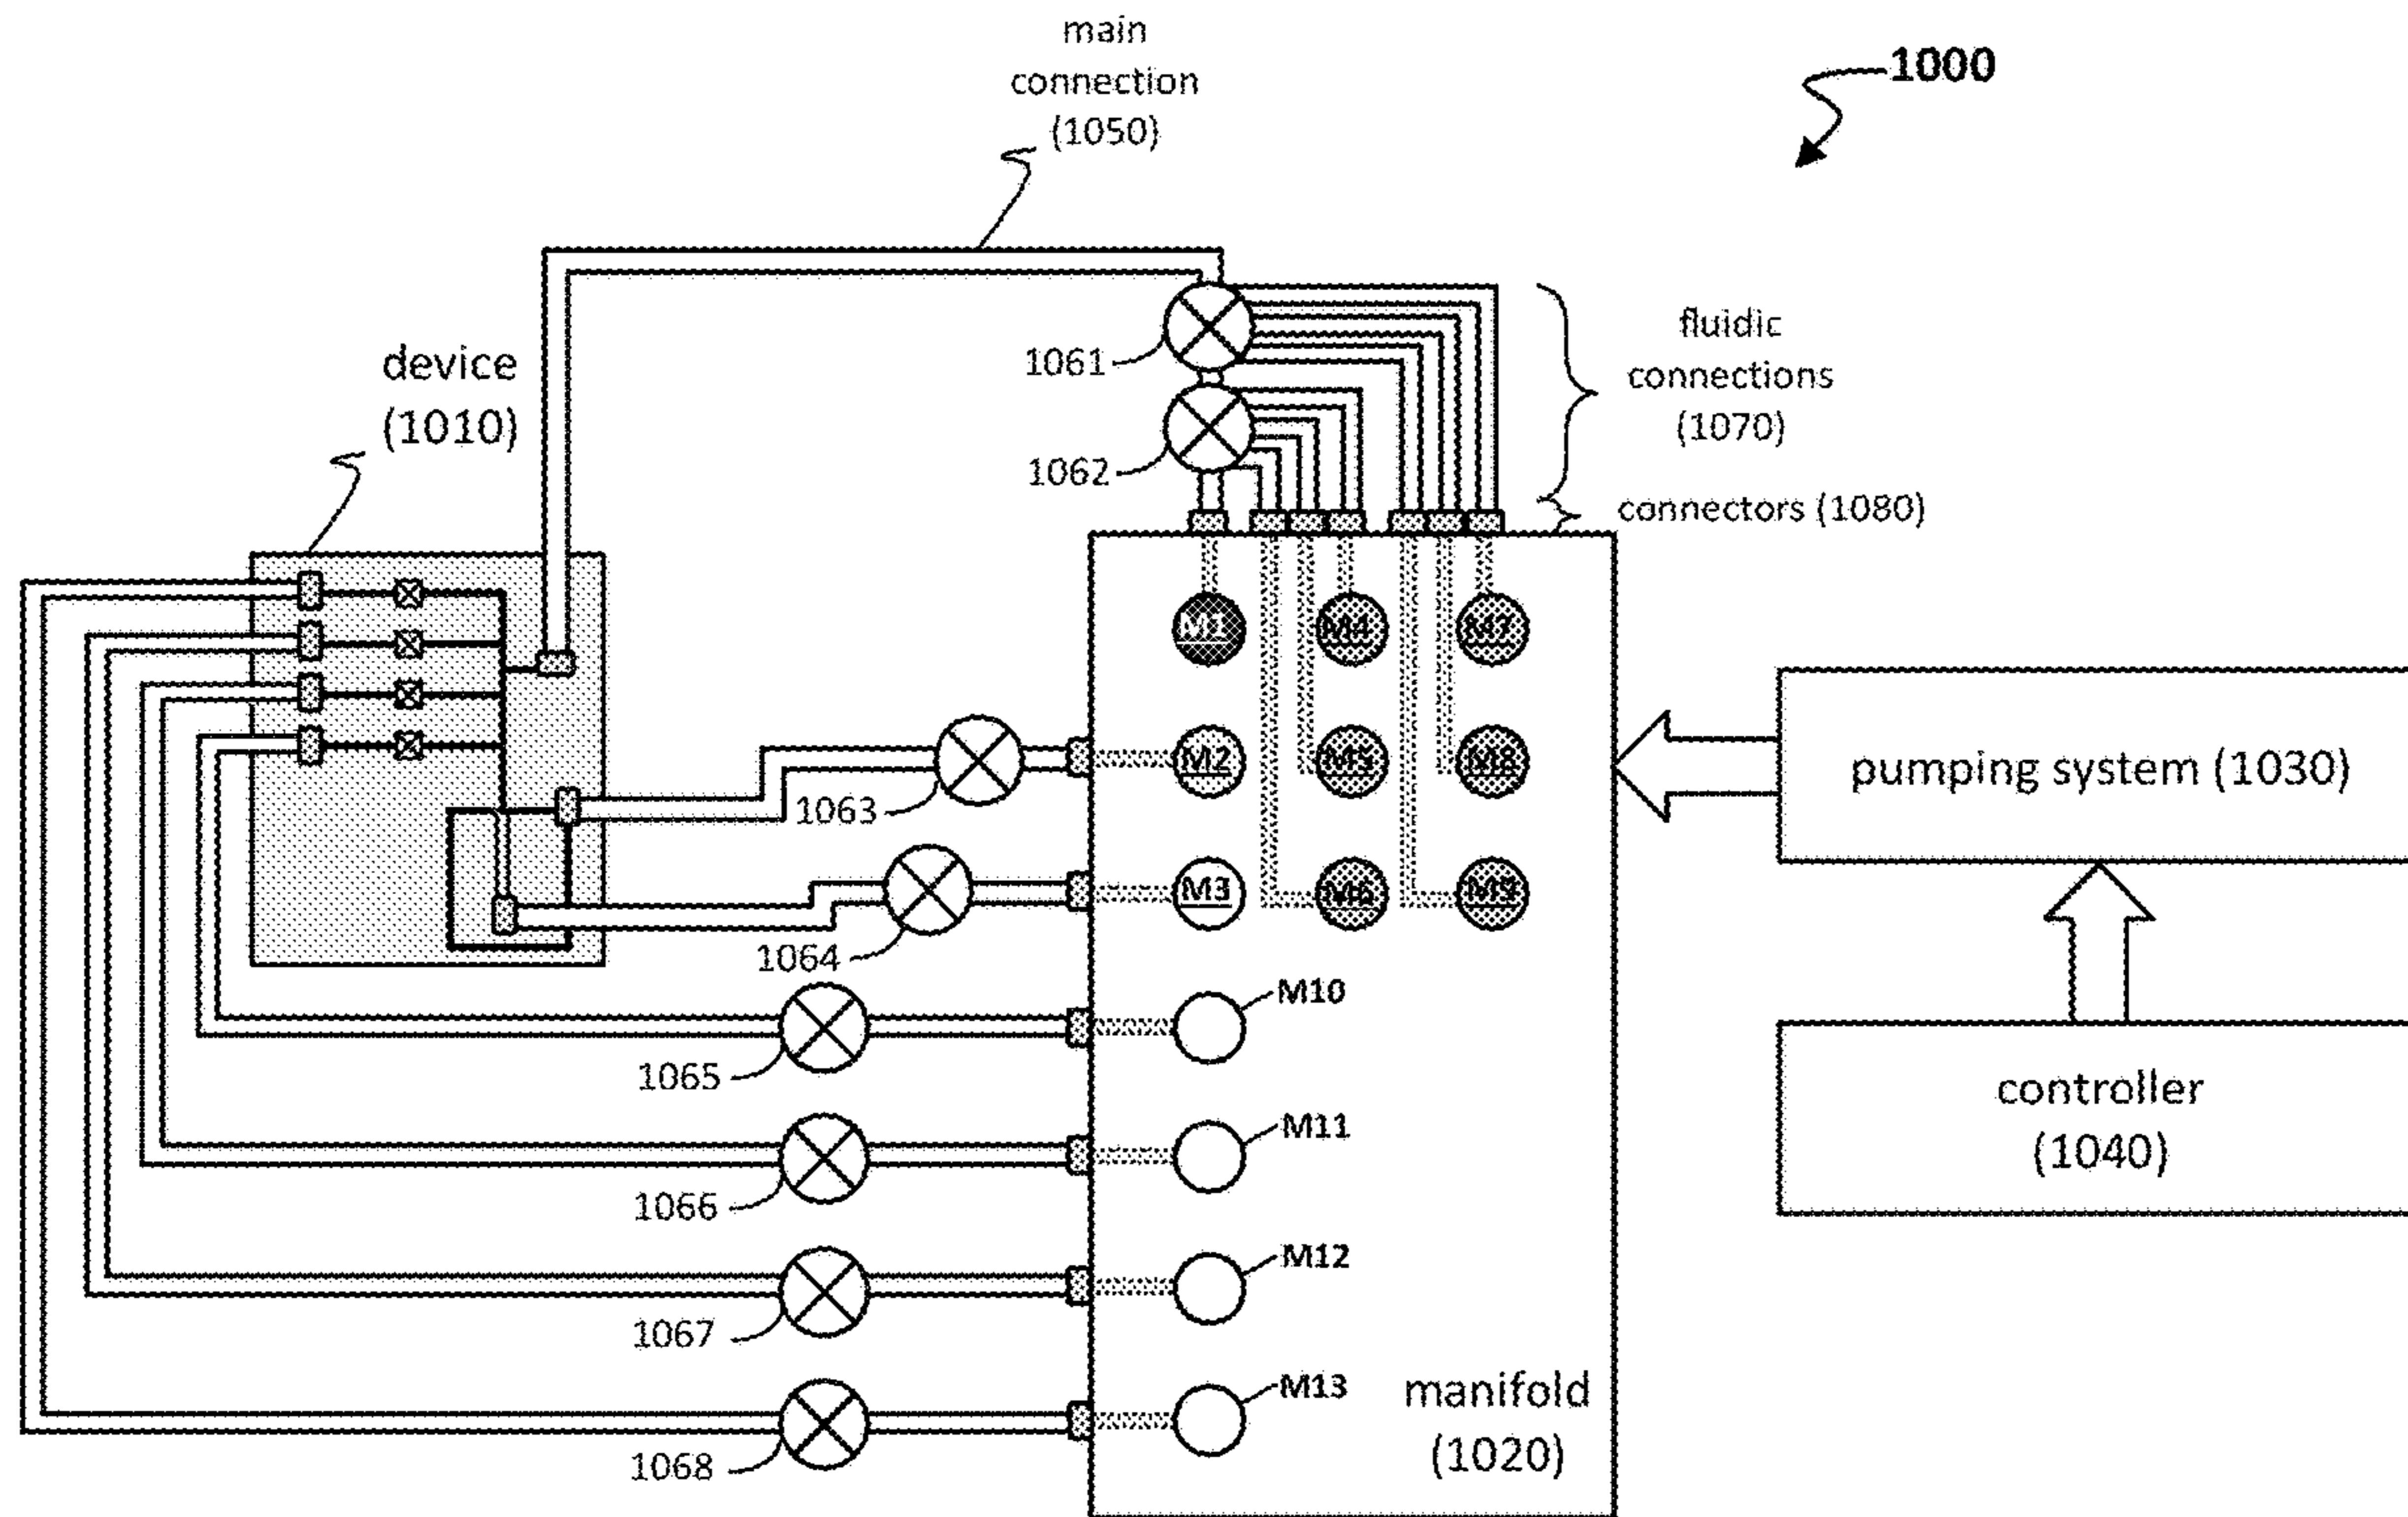 main
connection
(1050)
1000
device
(1010)
1061
1062
fluidic
connections
(1070)
connectors (1080)
M1
M4
M7
M2
M5
M8
M3
M6
M9
1063
1064
pumping system (1030)
M10
1065
M11
1066
controller
(1040)
M12
1067
M13
1068
manifold
(1020)